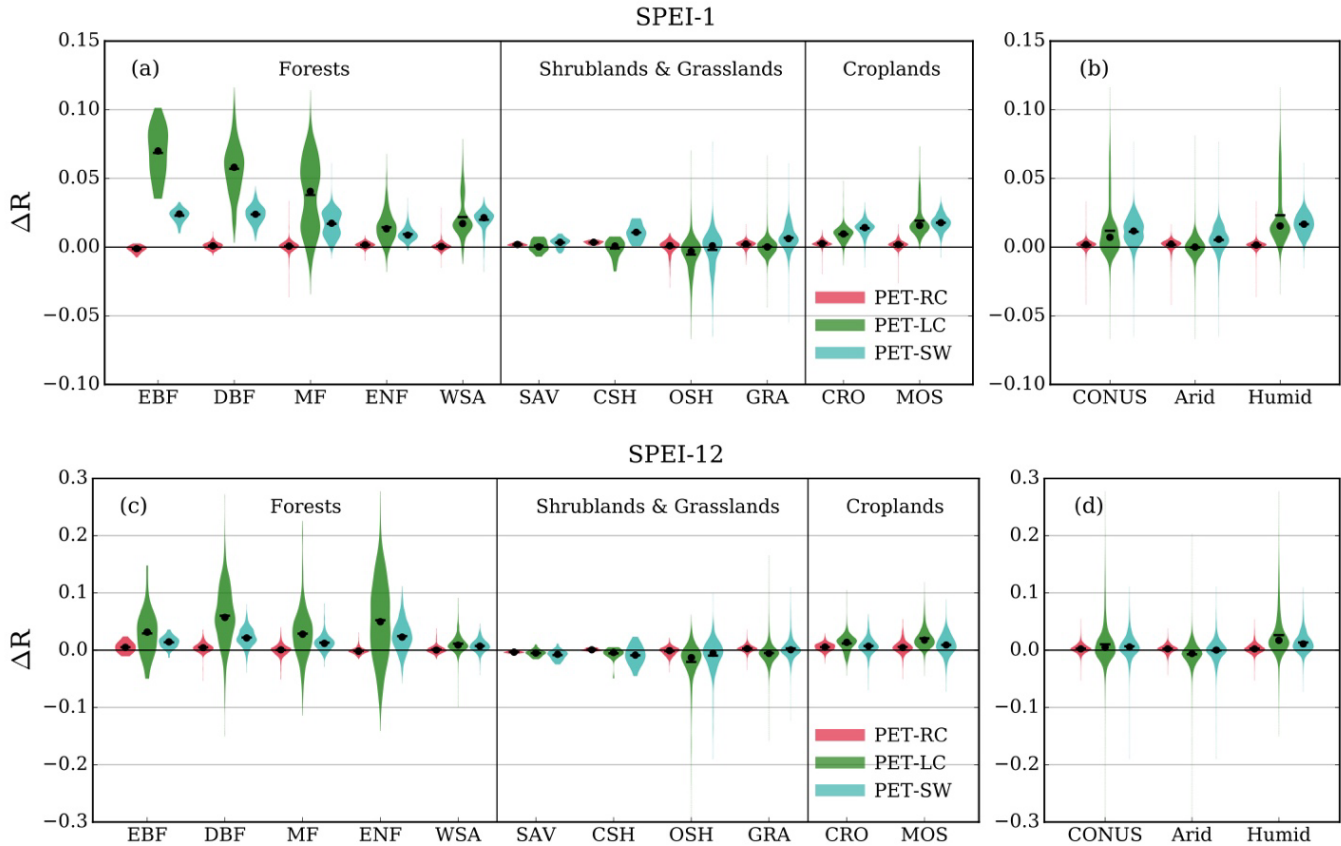 SPEI-1
0.15
0.10
0.05
0.00
−0.05
−0.10
ΔR
(a)
Forests
Shrublands & Grasslands
Croplands
PET-RC
PET-LC
PET-SW
EBF DBF MF ENF WSA SAV CSH OSH GRA CRO MOS
0.15
0.10
0.05
0.00
−0.05
−0.10
(b)
CONUS Arid Humid
SPEI-12
0.3
0.2
0.1
0.0
−0.1
−0.2
−0.3
ΔR
(c)
Forests
Shrublands & Grasslands
Croplands
PET-RC
PET-LC
PET-SW
EBF DBF MF ENF WSA SAV CSH OSH GRA CRO MOS
0.3
0.2
0.1
0.0
−0.1
−0.2
−0.3
(d)
CONUS Arid Humid